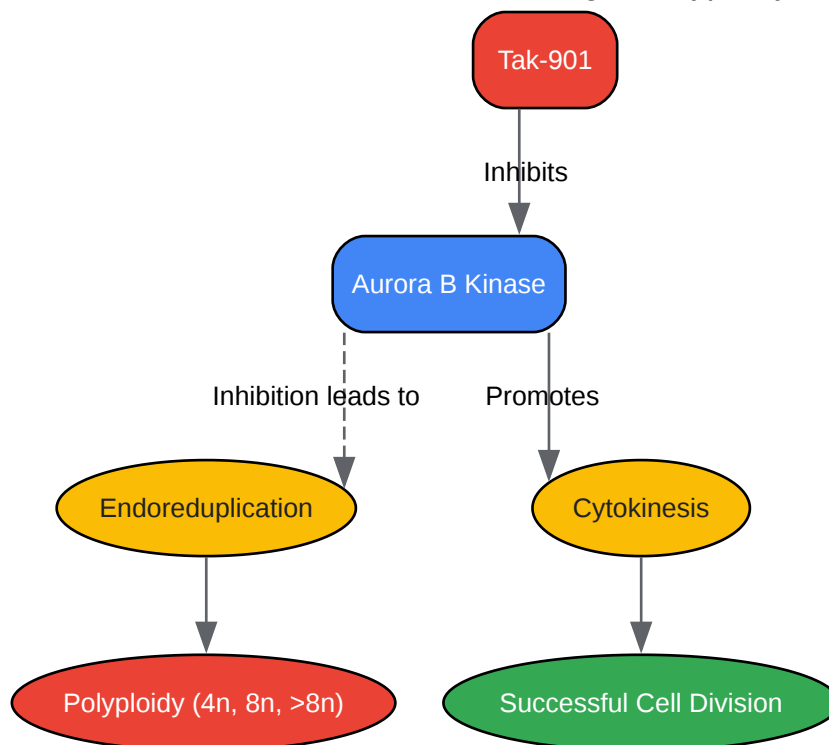 Tak-901
Inhibits
Aurora B Kinase
Inhibition leads to
Promotes
Endoreduplication
Cytokinesis
Polyploidy (4n, 8n, >8n)
Successful Cell Division